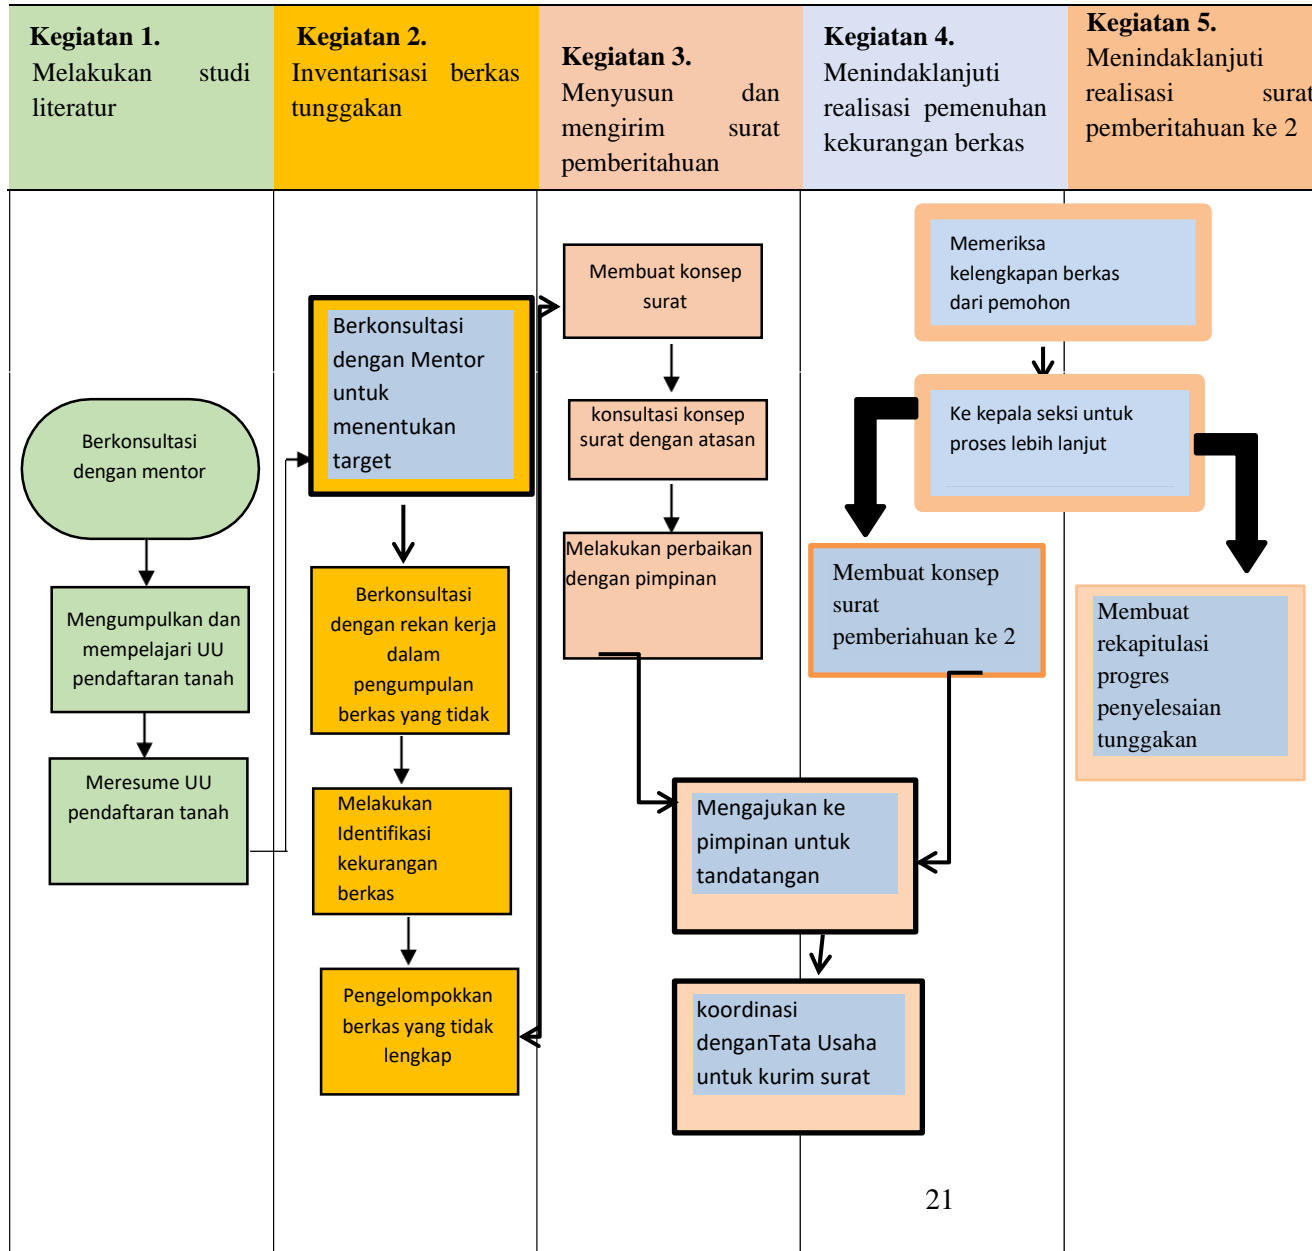 Kegiatan 1.
Melakukan studi
literatur
Kegiatan 2.
Inventarisasi berkas
tunggakan
Kegiatan 3.
Menyusun dan
mengirim surat
pemberitahuan
Kegiatan 4.
Menindaklanjuti
realisasi pemenuhan
kekurangan berkas
Kegiatan 5.
Menindaklanjuti
realisasi surat
pemberitahuan ke 2
Berkonsultasi
dengan mentor
Mengumpulkan dan
mempelajari UU
pendaftaran tanah
Meresume UU
pendaftaran tanah
Berkonsultasi
dengan Mentor
untuk
menentukan
target
Berkonsultasi
dengan rekan kerja
dalam
pengumpulan
berkas yang tidak
Melakukan
Identifikasi
kekurangan
berkas
Pengelompokkan
berkas yang tidak
lengkap
Membuat konsep
surat
konsultasi konsep
surat dengan atasan
Melakukan perbaikan
dengan pimpinan
Mengajukan ke
pimpinan untuk
tandatangan
koordinasi
denganTata Usaha
untuk kurim surat
Memeriksa
kelengkapan berkas
dari pemohon
Ke kepala seksi untuk
proses lebih lanjut
Membuat konsep
surat
pemberiahuan ke 2
Membuat
rekapitulasi
progres
penyelesaian
tunggakan
21